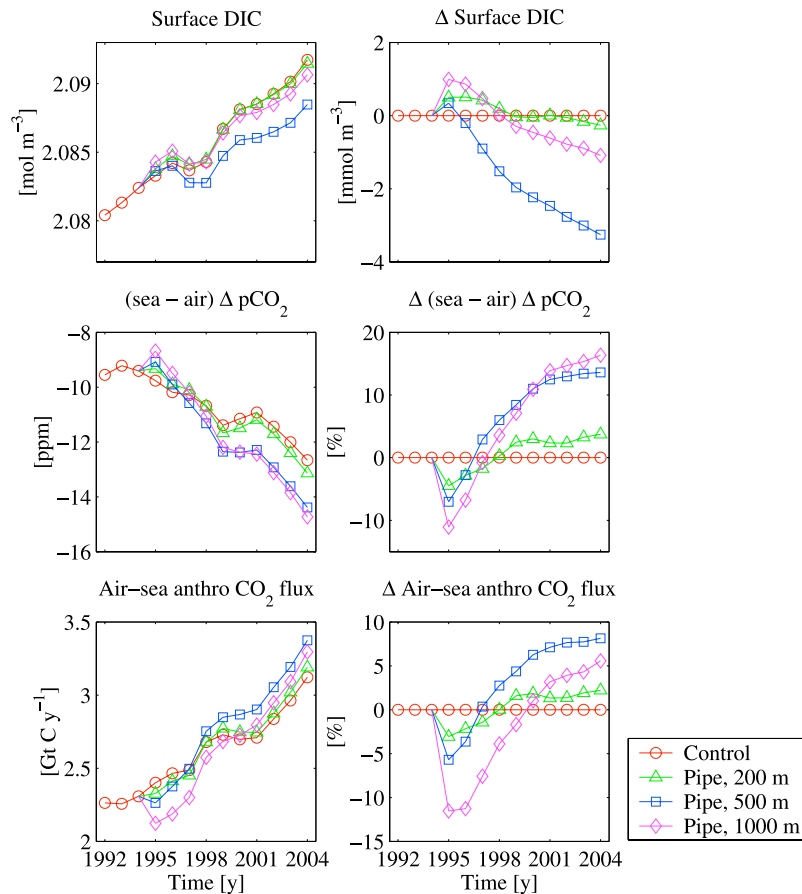 Surface DIC
Δ Surface DIC
[mol m⁻³]
2.09
2.085
2.08
[mmol m⁻³]
2
0
−2
−4
(sea − air) Δ pCO₂
Δ (sea − air) Δ pCO₂
[ppm]
−8
−10
−12
−14
−16
[%]
20
10
0
−10
Air−sea anthro CO₂ flux
Δ Air−sea anthro CO₂ flux
[Gt C y⁻¹]
3.5
3
2.5
2
1992 1995 1998 2001 2004
Time [y]
[%]
10
5
0
−5
−10
−15
1992 1995 1998 2001 2004
Time [y]
Control
Pipe, 200 m
Pipe, 500 m
Pipe, 1000 m